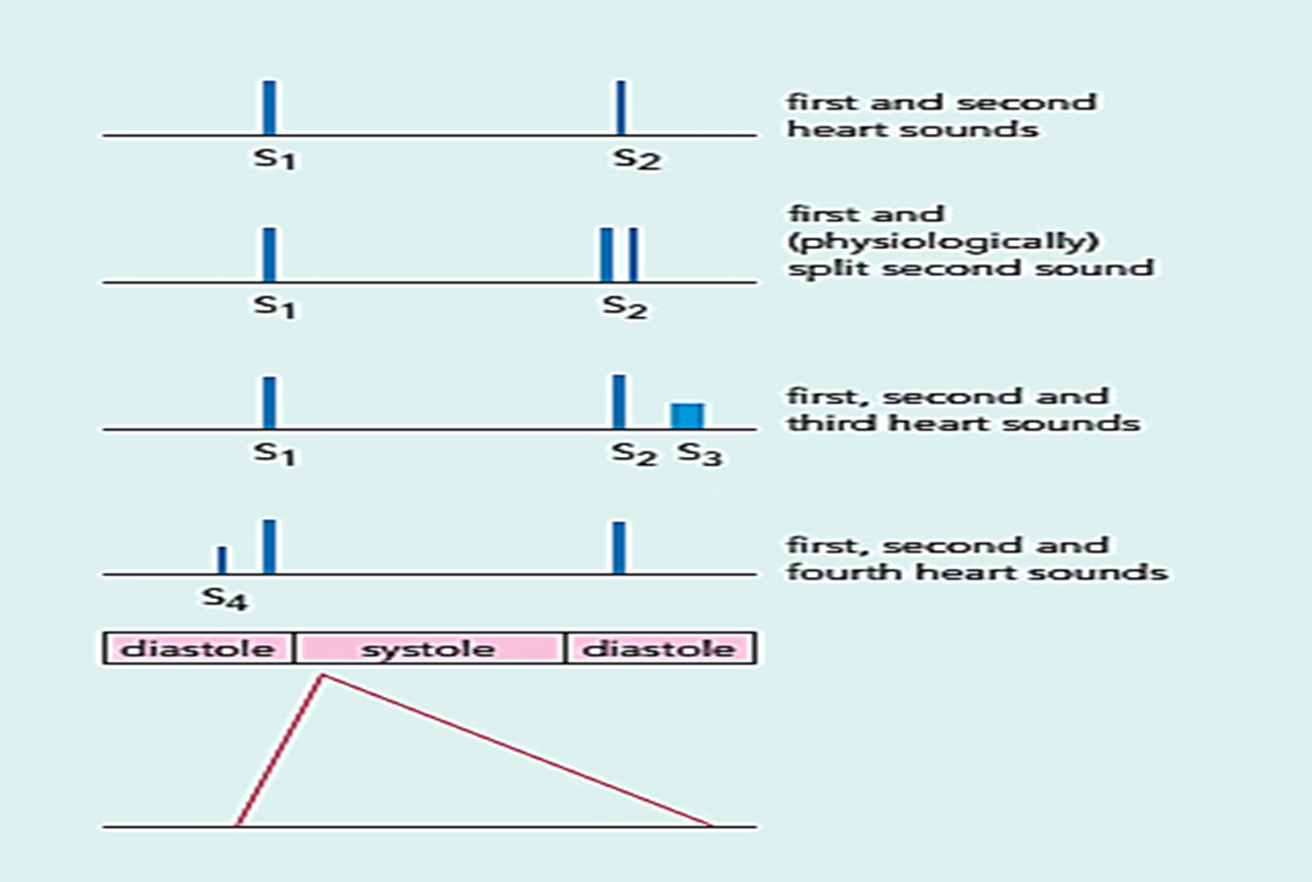 first and second
heart sounds
S1
S2
first and
(physiologically)
split second sound
S1
S2
first, second and
third heart sounds
S1
S2 S3
first, second and
fourth heart sounds
S4
diastole systole diastole